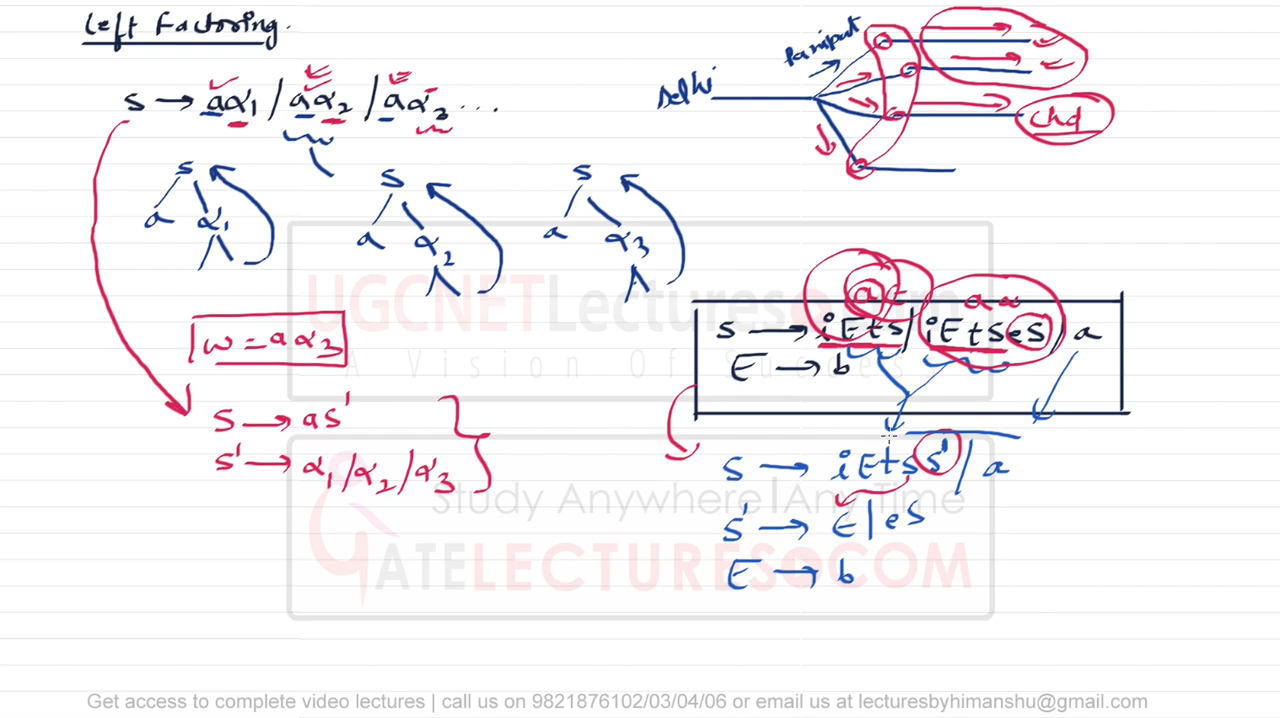 Left Factoring.
S → aα₁ / aα₂ / aα₃ ...
Delhi
Panipat
Chd
S
a α₁
S
a α₂
S
a α₃
w = aα₃
S → aS'
S' → α₁/α₂/α₃
a α
S → iEtS | iEtSeS / a
E → b
S → iEtSS' / a
S' → ε | eS
E → b
UGCNETLectures.com
A Vision Of Success
Study Anywhere|Any Time
GATELECTURES.COM
Get access to complete video lectures | call us on 9821876102/03/04/06 or email us at lecturesbyhimanshu@gmail.com